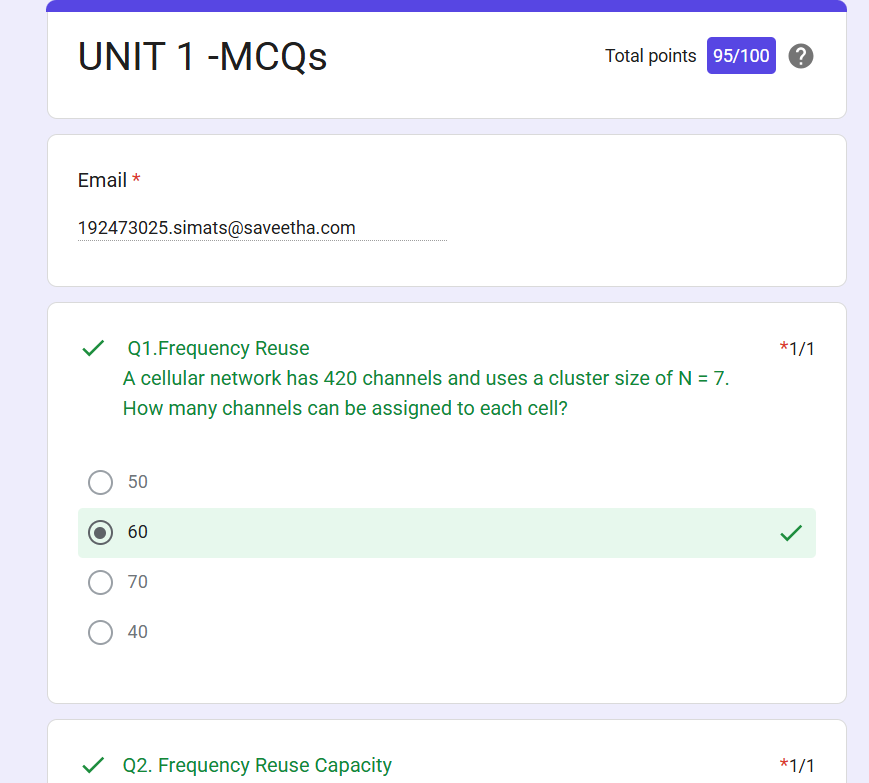 UNIT 1 -MCQs
Total points 95/100 ?
Email *
192473025.simats@saveetha.com
Q1.Frequency Reuse *1/1
A cellular network has 420 channels and uses a cluster size of N = 7.
How many channels can be assigned to each cell?
50
60
70
40
Q2. Frequency Reuse Capacity *1/1